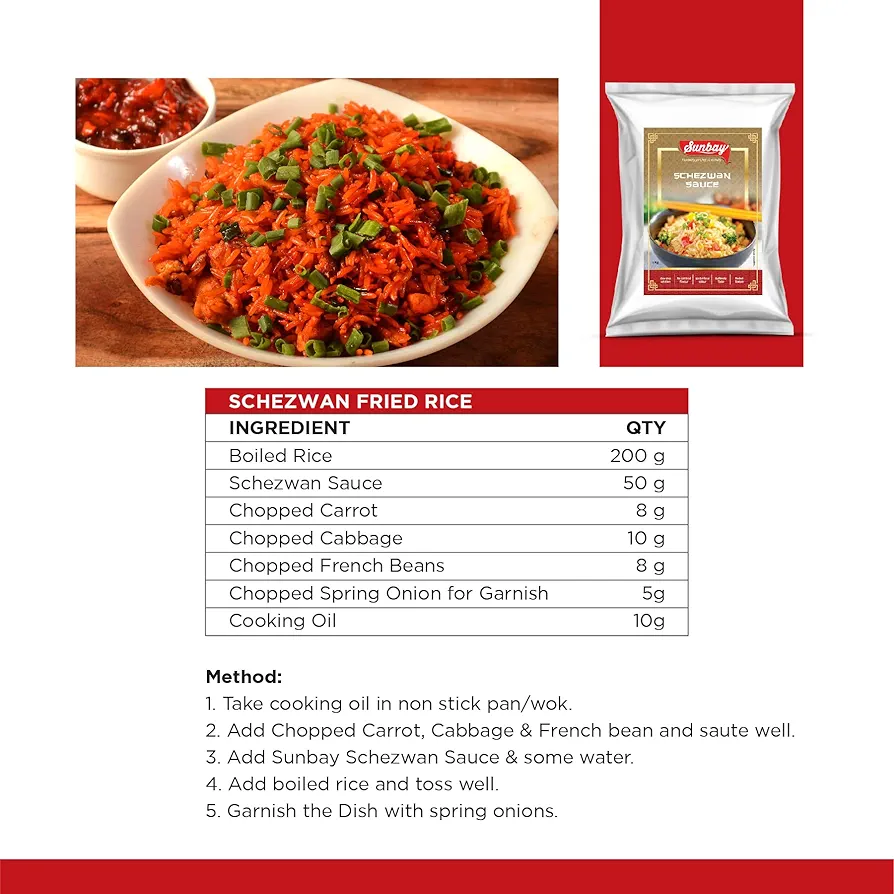 Sunbay
SCHEZWAN
SAUCE
SCHEZWAN FRIED RICE
INGREDIENT QTY
Boiled Rice 200 g
Schezwan Sauce 50 g
Chopped Carrot 8 g
Chopped Cabbage 10 g
Chopped French Beans 8 g
Chopped Spring Onion for Garnish 5g
Cooking Oil 10g
Method:
1. Take cooking oil in non stick pan/wok.
2. Add Chopped Carrot, Cabbage & French bean and saute well.
3. Add Sunbay Schezwan Sauce & some water.
4. Add boiled rice and toss well.
5. Garnish the Dish with spring onions.